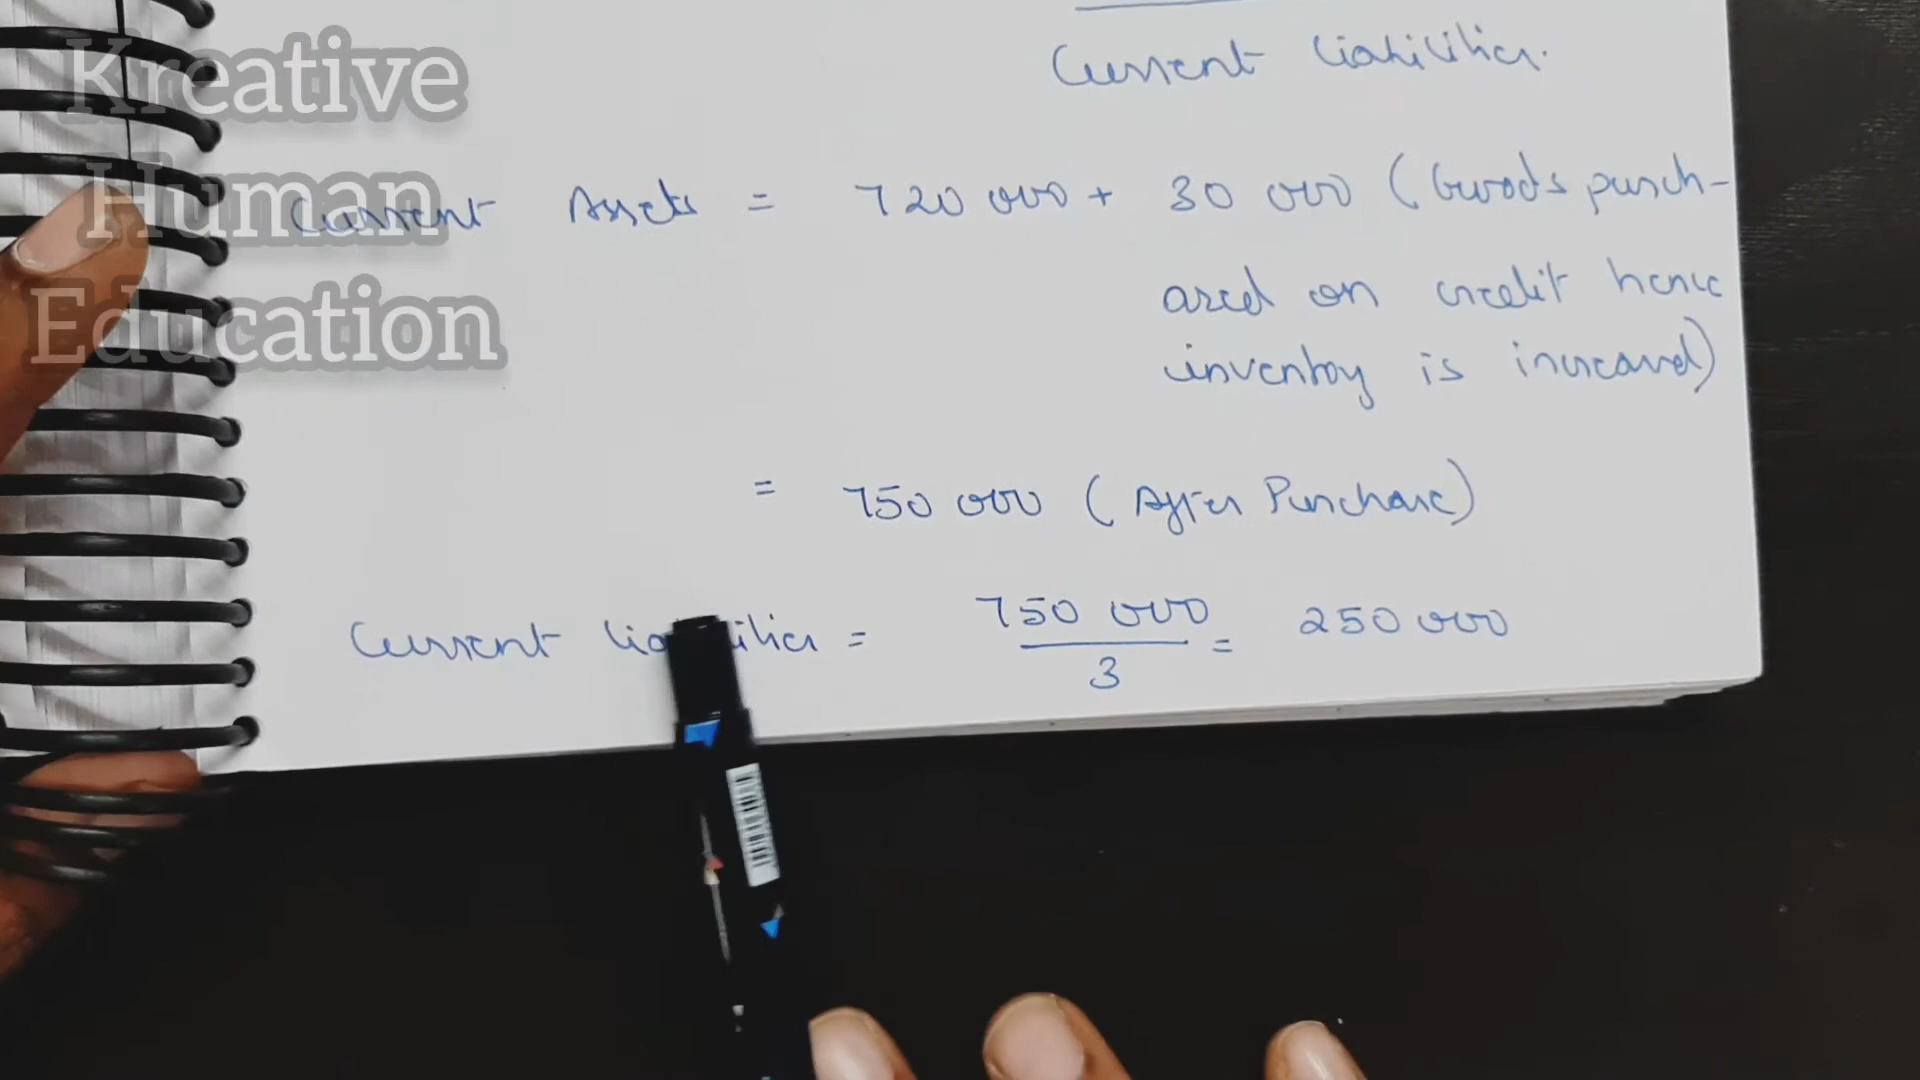 Current liabilities.
Kreative
Human
Education
Current Assets = 720 000 + 30 000 (Goods purch-
ased on credit hence
inventory is increased)
= 750 000 (After Purchase)
Current liabilities = 750 000 / 3 = 250 000